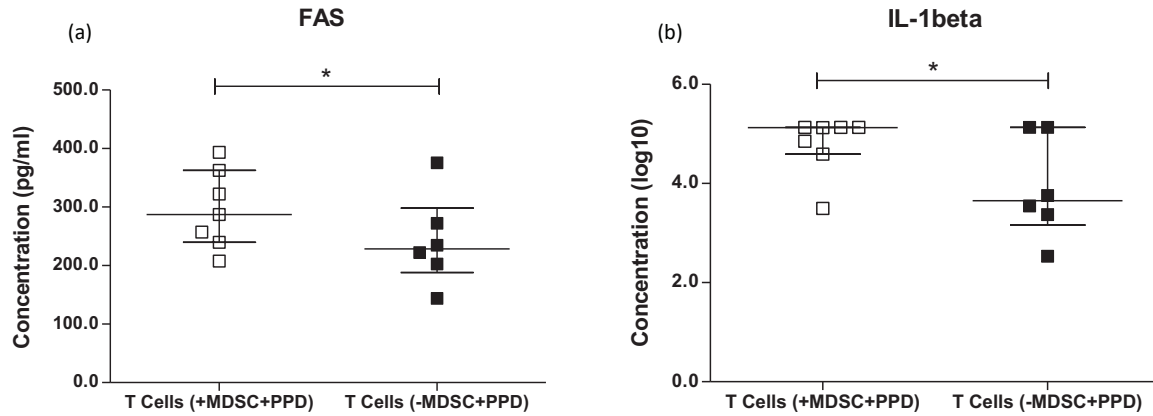 (a)
FAS
*
Concentration (pg/ml)
500.0
400.0
300.0
200.0
100.0
0.0
T Cells (+MDSC+PPD)
T Cells (-MDSC+PPD)
(b)
IL-1beta
*
Concentration (log10)
6.0
4.0
2.0
0.0
T Cells (+MDSC+PPD)
T Cells (-MDSC+PPD)